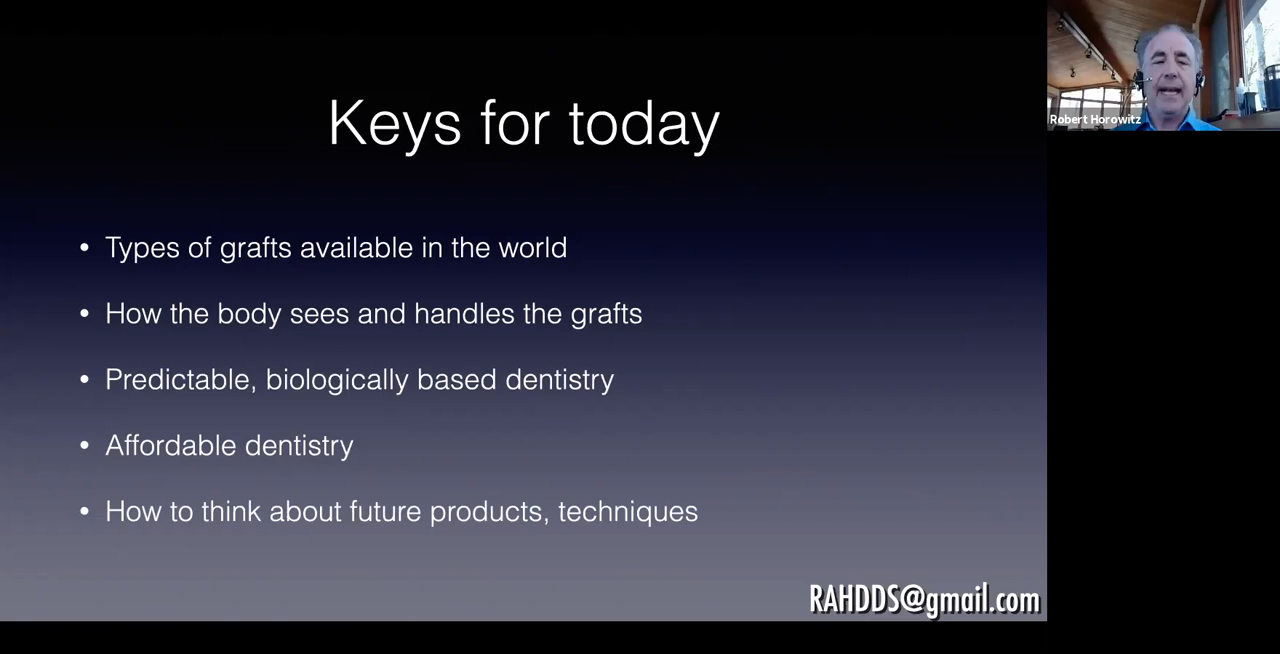 Keys for today
Robert Horowitz
• Types of grafts available in the world
• How the body sees and handles the grafts
• Predictable, biologically based dentistry
• Affordable dentistry
• How to think about future products, techniques
RAHDDS@gmail.com